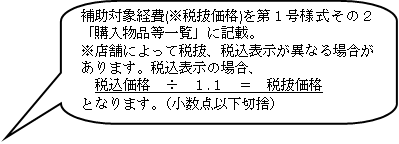 補助対象経費(※税抜価格)を第１号様式その２
「購入物品等一覧」に記載。
※店舗によって税抜、税込表示が異なる場合が
あります。税込表示の場合、
税込価格　÷　１.１　＝　税抜価格
となります。（小数点以下切捨）